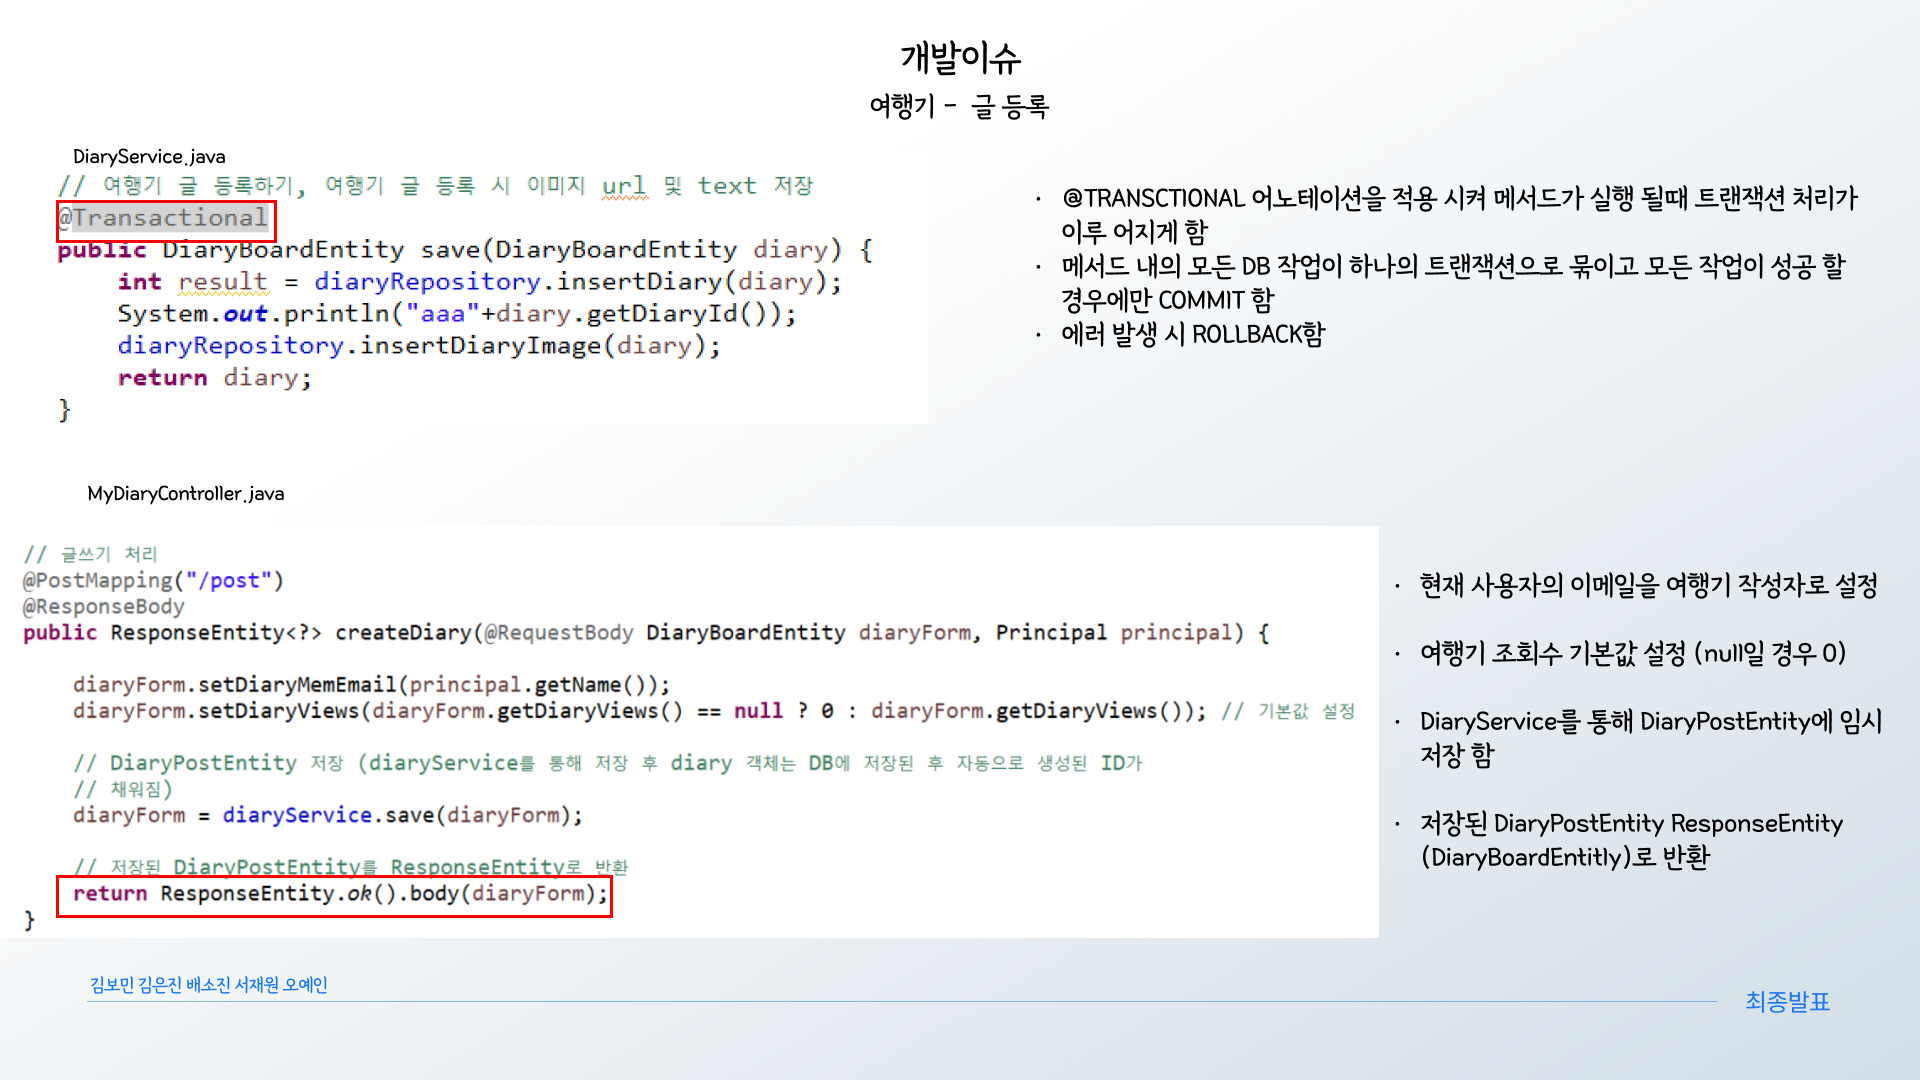 개발이슈
여행기 - 글 등록
DiaryService.java
// 여행기 글 등록하기, 여행기 글 등록 시 이미지 url 및 text 저장
@Transactional
public DiaryBoardEntity save(DiaryBoardEntity diary) {
int result = diaryRepository.insertDiary(diary);
System.out.println("aaa"+diary.getDiaryId());
diaryRepository.insertDiaryImage(diary);
return diary;
}
· @TRANSCTIONAL 어노테이션을 적용 시켜 메서드가 실행 될때 트랜잭션 처리가
이루 어지게 함
· 메서드 내의 모든 DB 작업이 하나의 트랜잭션으로 묶이고 모든 작업이 성공 할
경우에만 COMMIT 함
· 에러 발생 시 ROLLBACK함
MyDiaryController.java
// 글쓰기 처리
@PostMapping("/post")
@ResponseBody
public ResponseEntity<?> createDiary(@RequestBody DiaryBoardEntity diaryForm, Principal principal) {
diaryForm.setDiaryMemEmail(principal.getName());
diaryForm.setDiaryViews(diaryForm.getDiaryViews() == null ? 0 : diaryForm.getDiaryViews()); // 기본값 설정
// DiaryPostEntity 저장 (diaryService를 통해 저장 후 diary 객체는 DB에 저장된 후 자동으로 생성된 ID가
// 채워짐)
diaryForm = diaryService.save(diaryForm);
// 저장된 DiaryPostEntity를 ResponseEntity로 반환
return ResponseEntity.ok().body(diaryForm);
}
· 현재 사용자의 이메일을 여행기 작성자로 설정
· 여행기 조회수 기본값 설정 (null일 경우 0)
· DiaryService를 통해 DiaryPostEntity에 임시
저장 함
· 저장된 DiaryPostEntity ResponseEntity
(DiaryBoardEntitly)로 반환
김보민 김은진 배소진 서재원 오예인
최종발표